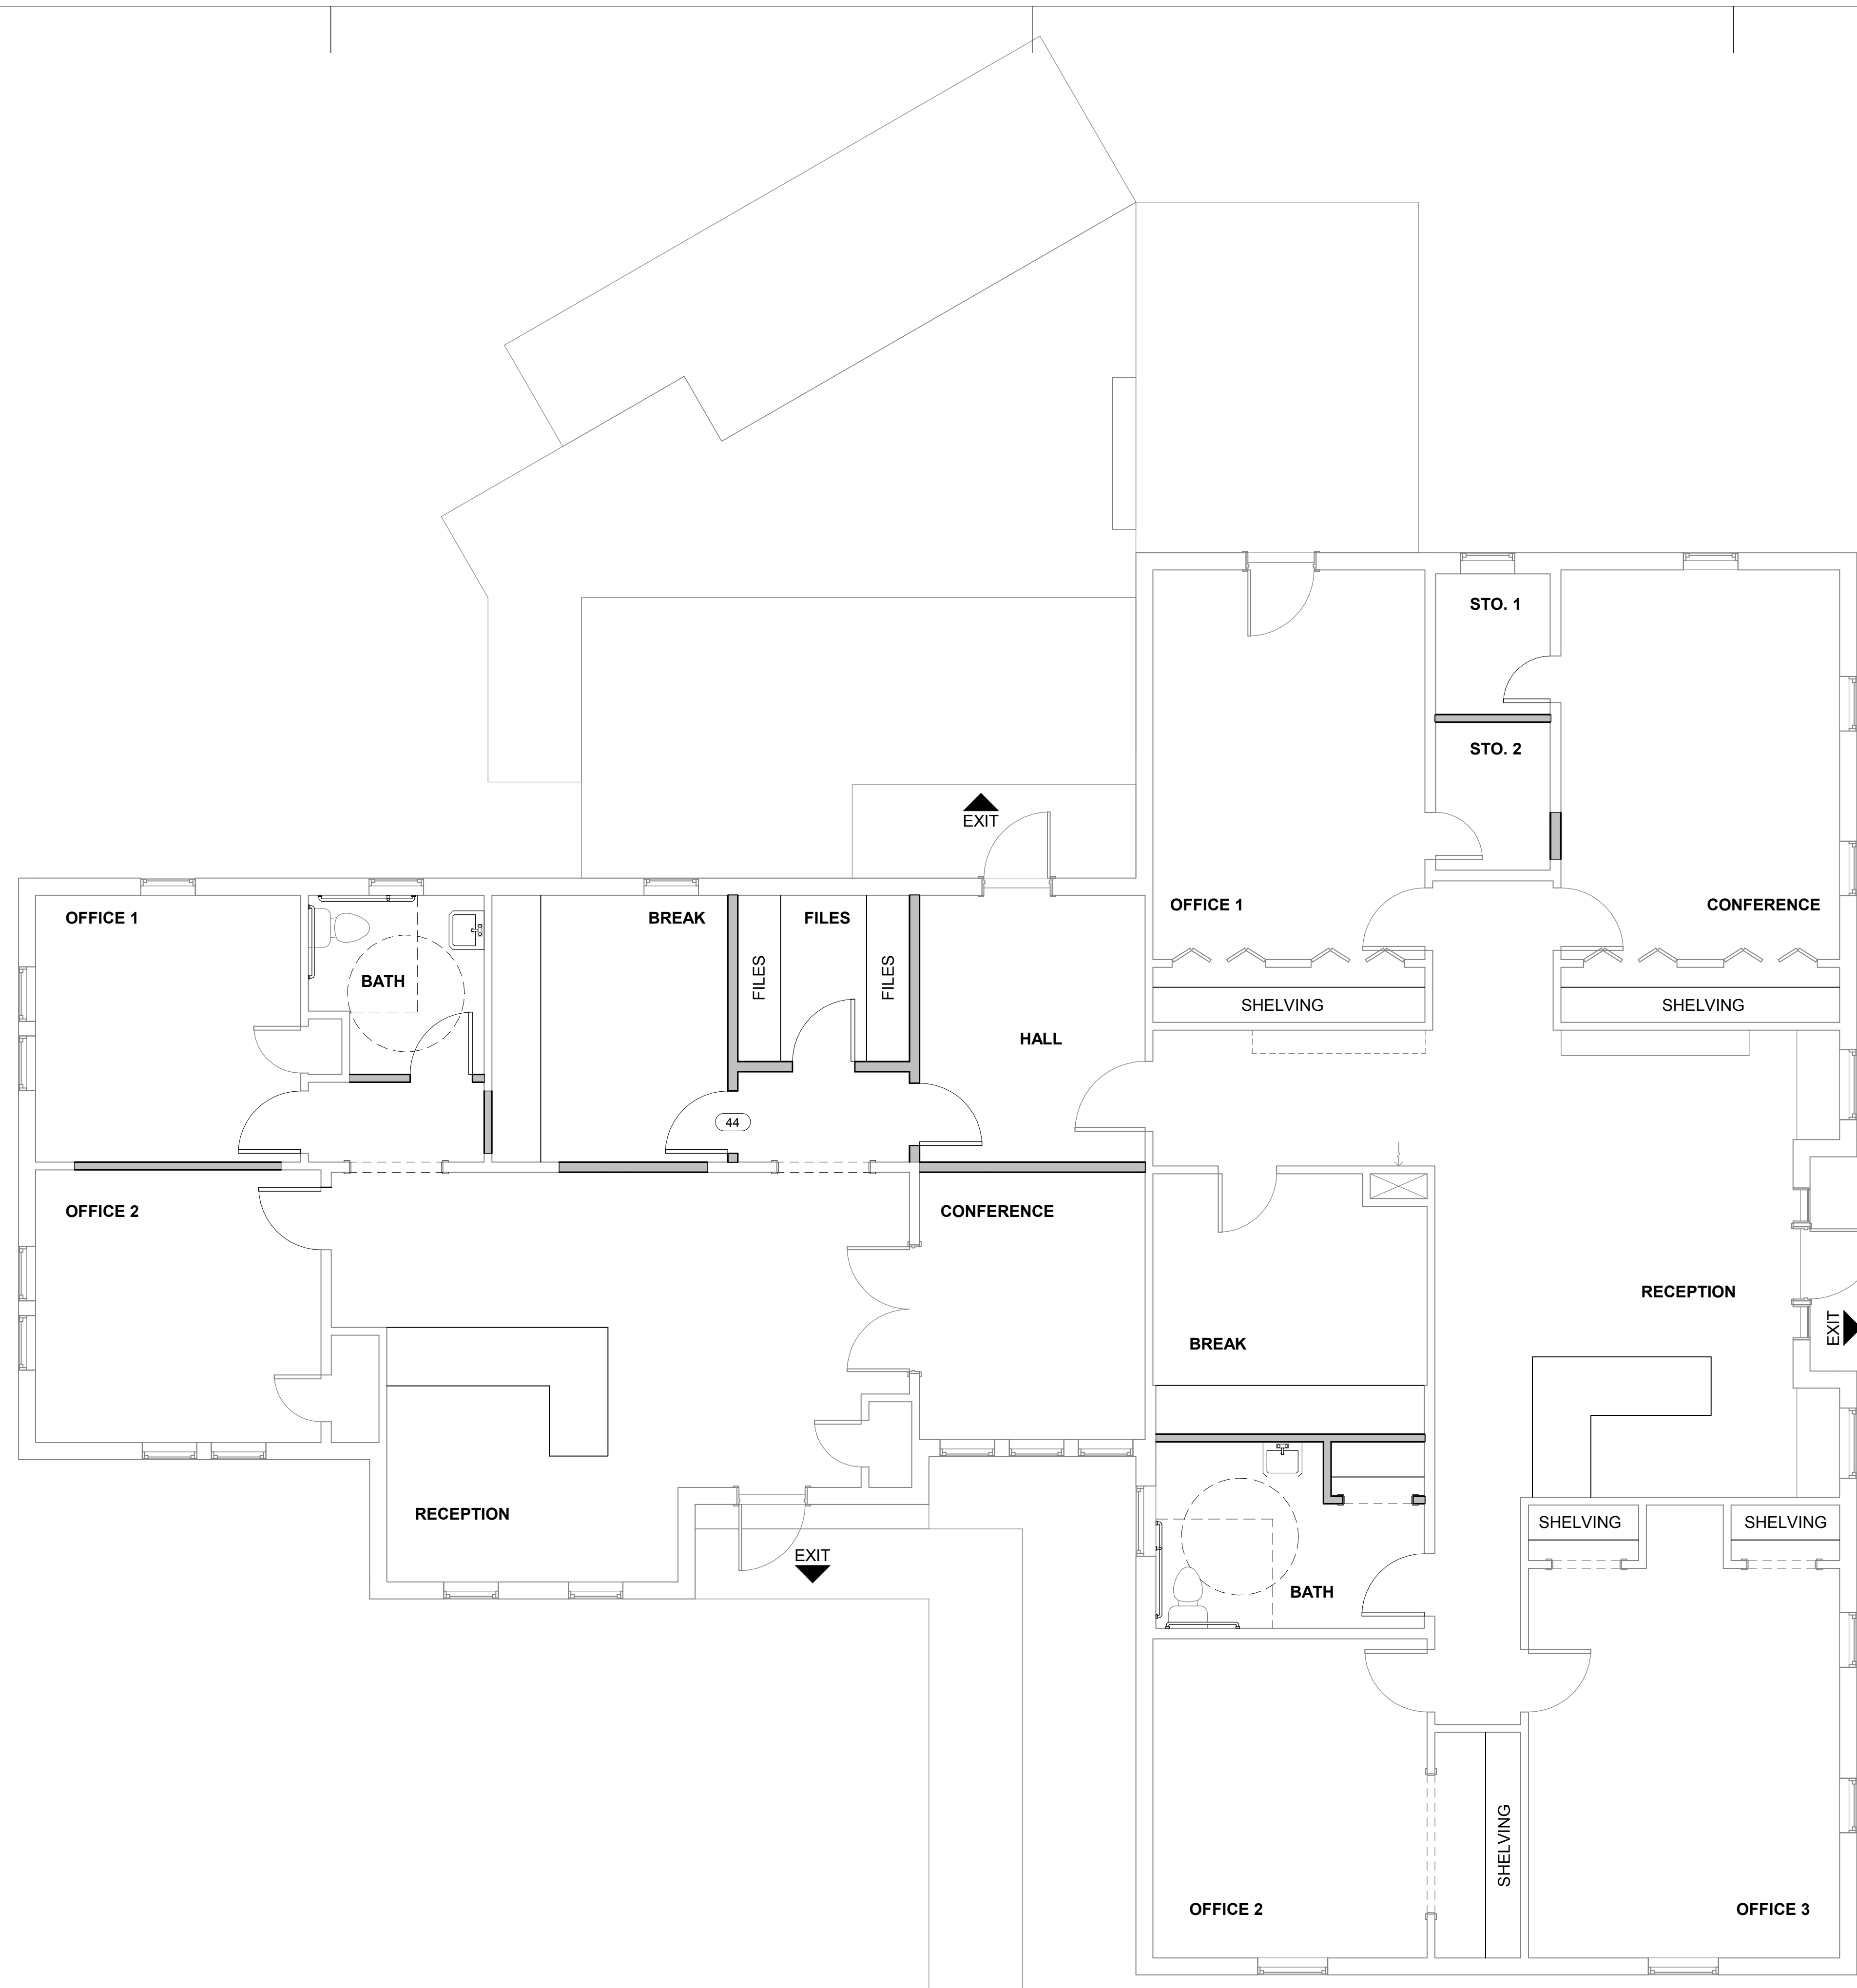 STO. 1
STO. 2
EXIT
OFFICE 1
CONFERENCE
OFFICE 1
BREAK
FILES
FILES
FILES
BATH
SHELVING
SHELVING
HALL
44
OFFICE 2
CONFERENCE
RECEPTION
EXIT
BREAK
RECEPTION
SHELVING
SHELVING
EXIT
BATH
SHELVING
OFFICE 2
OFFICE 3